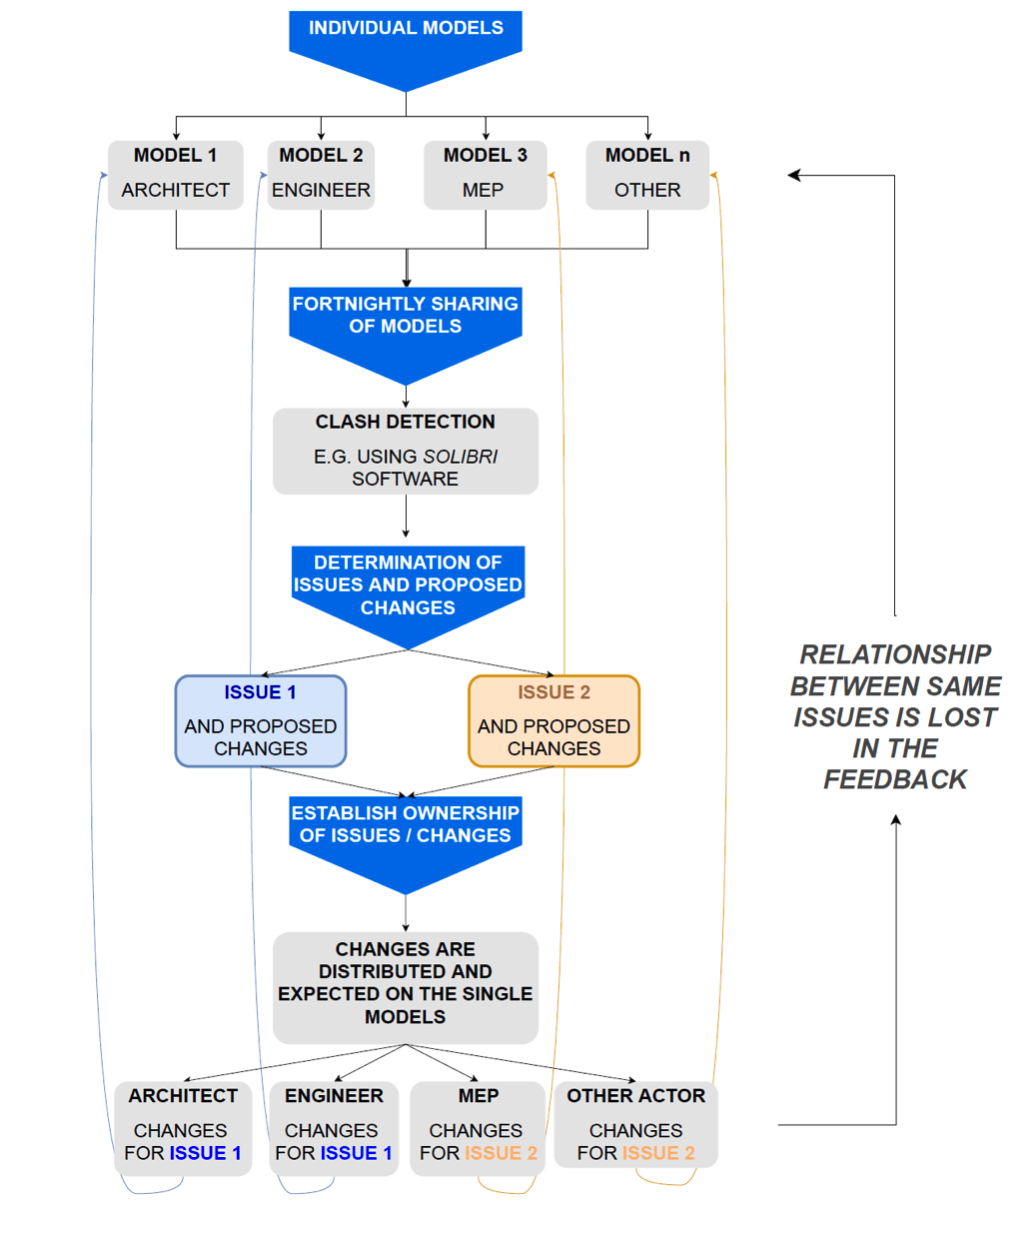 INDIVIDUAL MODELS
MODEL 1
ARCHITECT
MODEL 2
ENGINEER
MODEL 3
MEP
MODEL n
OTHER
FORTNIGHTLY SHARING
OF MODELS
CLASH DETECTION
E.G. USING SOLIBRI
SOFTWARE
DETERMINATION OF
ISSUES AND PROPOSED
CHANGES
ISSUE 1
AND PROPOSED
CHANGES
ISSUE 2
AND PROPOSED
CHANGES
RELATIONSHIP
BETWEEN SAME
ISSUES IS LOST
IN THE
FEEDBACK
ESTABLISH OWNERSHIP
OF ISSUES / CHANGES
CHANGES ARE
DISTRIBUTED AND
EXPECTED ON THE SINGLE
MODELS
ARCHITECT
CHANGES
FOR ISSUE 1
ENGINEER
CHANGES
FOR ISSUE 1
MEP
CHANGES
FOR ISSUE 2
OTHER ACTOR
CHANGES
FOR ISSUE 2